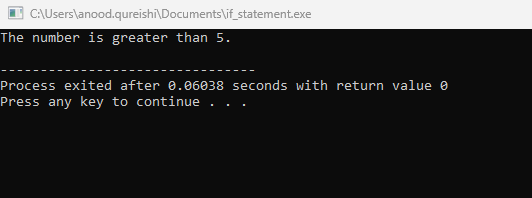 C:\Users\anood.qureishi\Documents\if_statement.exe
The number is greater than 5.
--------------------------------
Process exited after 0.06038 seconds with return value 0
Press any key to continue . . .